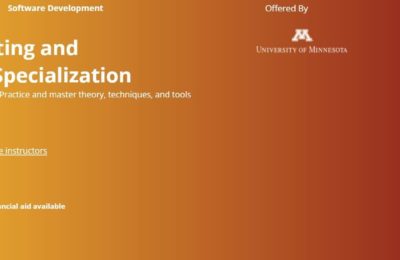 Software Development
Offered By
M
UNIVERSITY OF MINNESOTA
ting and
Specialization
Practice and master theory, techniques, and tools
e instructors
ncial aid available